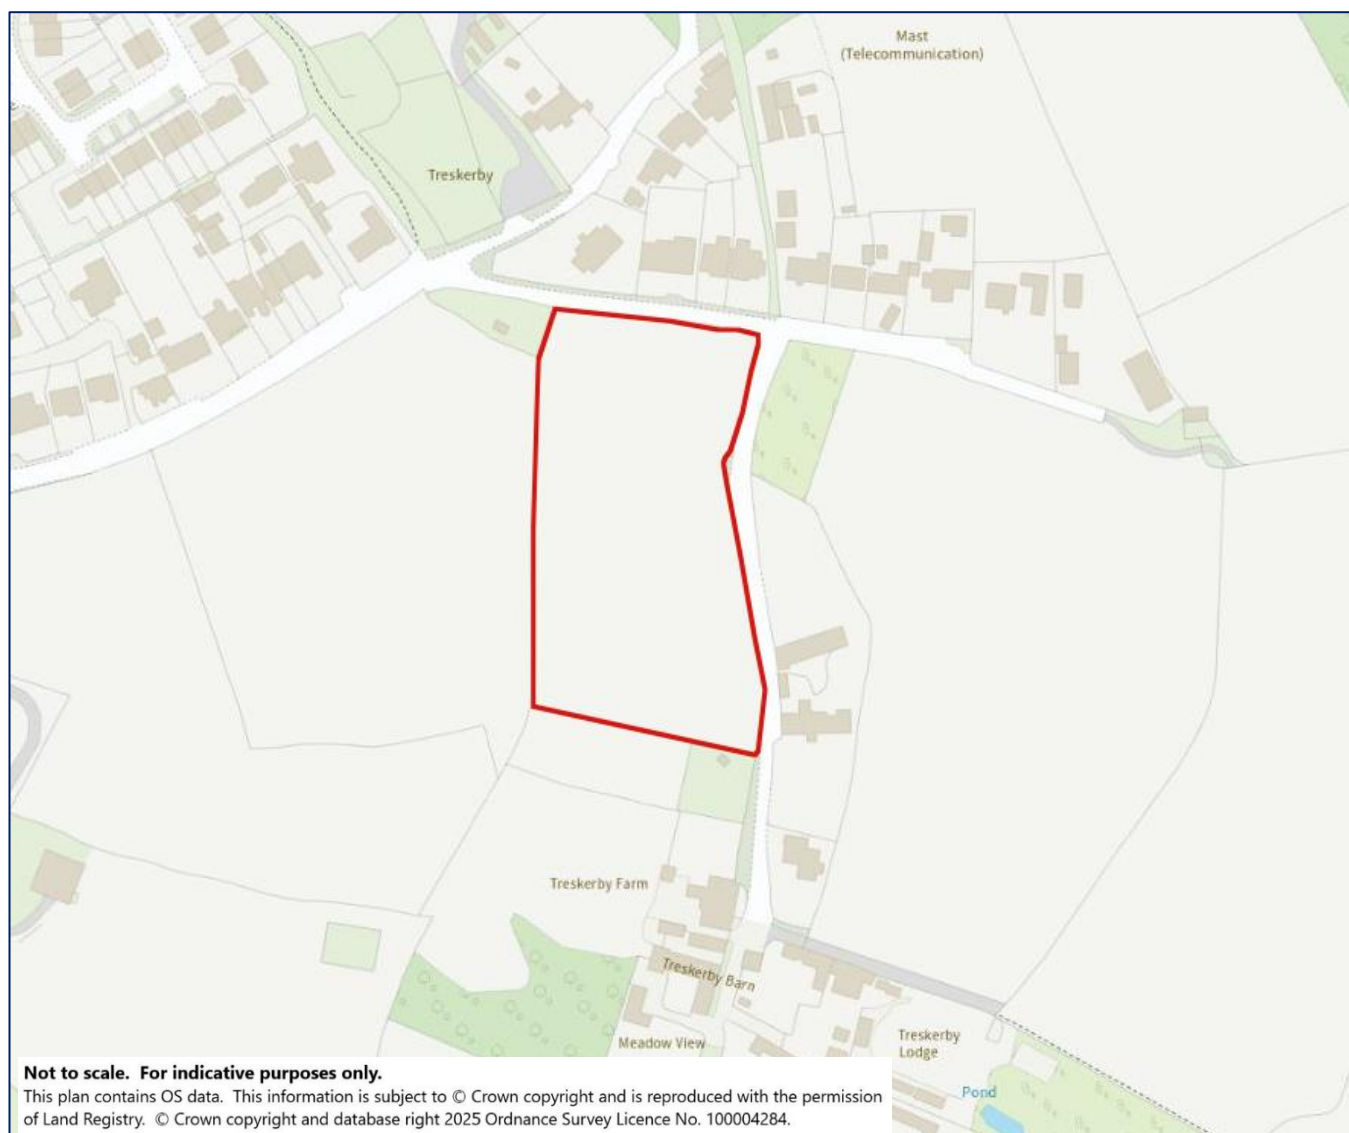 Mast
(Telecommunication)
Treskerby
Treskerby Farm
Treskerby Barn
Meadow View
Treskerby
Lodge
Pond
Not to scale.  For indicative purposes only.
This plan contains OS data.  This information is subject to © Crown copyright and is reproduced with the permission
of Land Registry.  © Crown copyright and database right 2025 Ordnance Survey Licence No. 100004284.